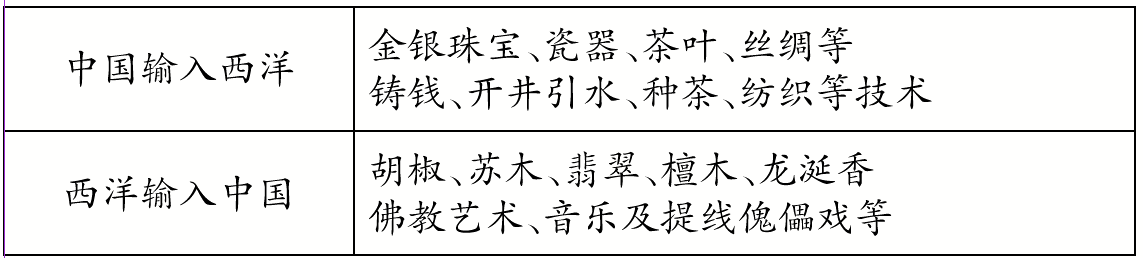 中国输入西洋
金银珠宝、瓷器、茶叶、丝绸等
铸钱、开井引水、种茶、纺织等技术
西洋输入中国
胡椒、苏木、翡翠、檀木、龙涎香
佛教艺术、音乐及提线傀儡戏等